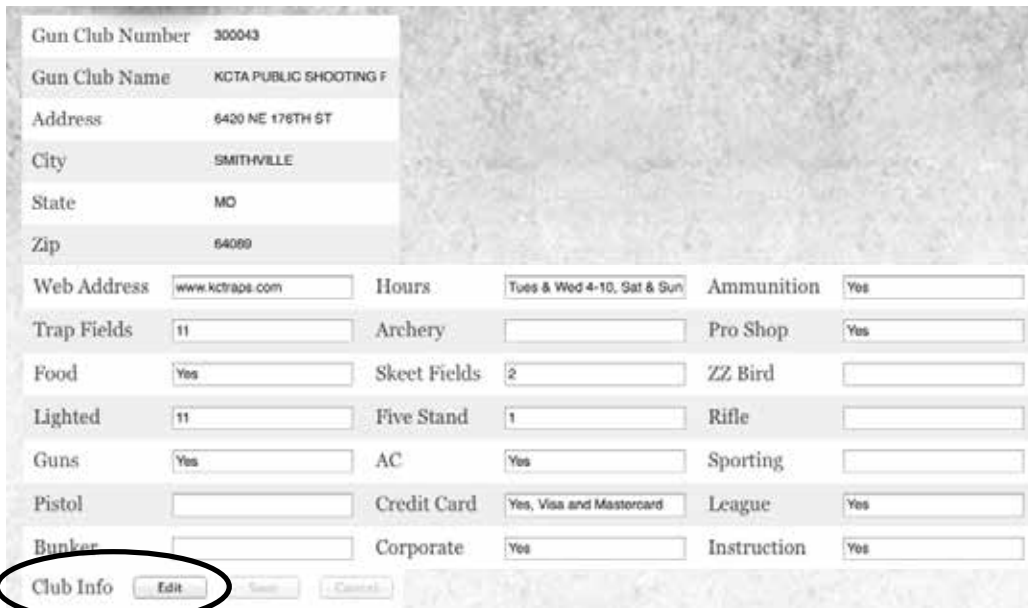 Gun Club Number 300043
Gun Club Name KCTA PUBLIC SHOOTING F
Address 6420 NE 176TH ST
City SMITHVILLE
State MO
Zip 64089
Web Address www.kctraps.com Hours Tues & Wed 4-10, Sat & Sun Ammunition Yes
Trap Fields 11 Archery Pro Shop Yes
Food Yes Skeet Fields 2 ZZ Bird
Lighted 11 Five Stand 1 Rifle
Guns Yes AC Yes Sporting
Pistol Credit Card Yes, Visa and Mastercard League Yes
Bunker Corporate Yes Instruction Yes
Club Info Edit Save Cancel